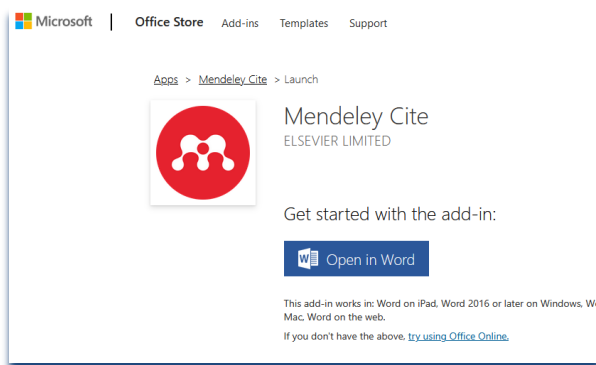 Microsoft | Office Store Add-ins Templates Support
Apps > Mendeley Cite > Launch
Mendeley Cite
ELSEVIER LIMITED
Get started with the add-in:
Open in Word
This add-in works in: Word on iPad, Word 2016 or later on Windows,
Mac, Word on the web.
If you don't have the above, try using Office Online.